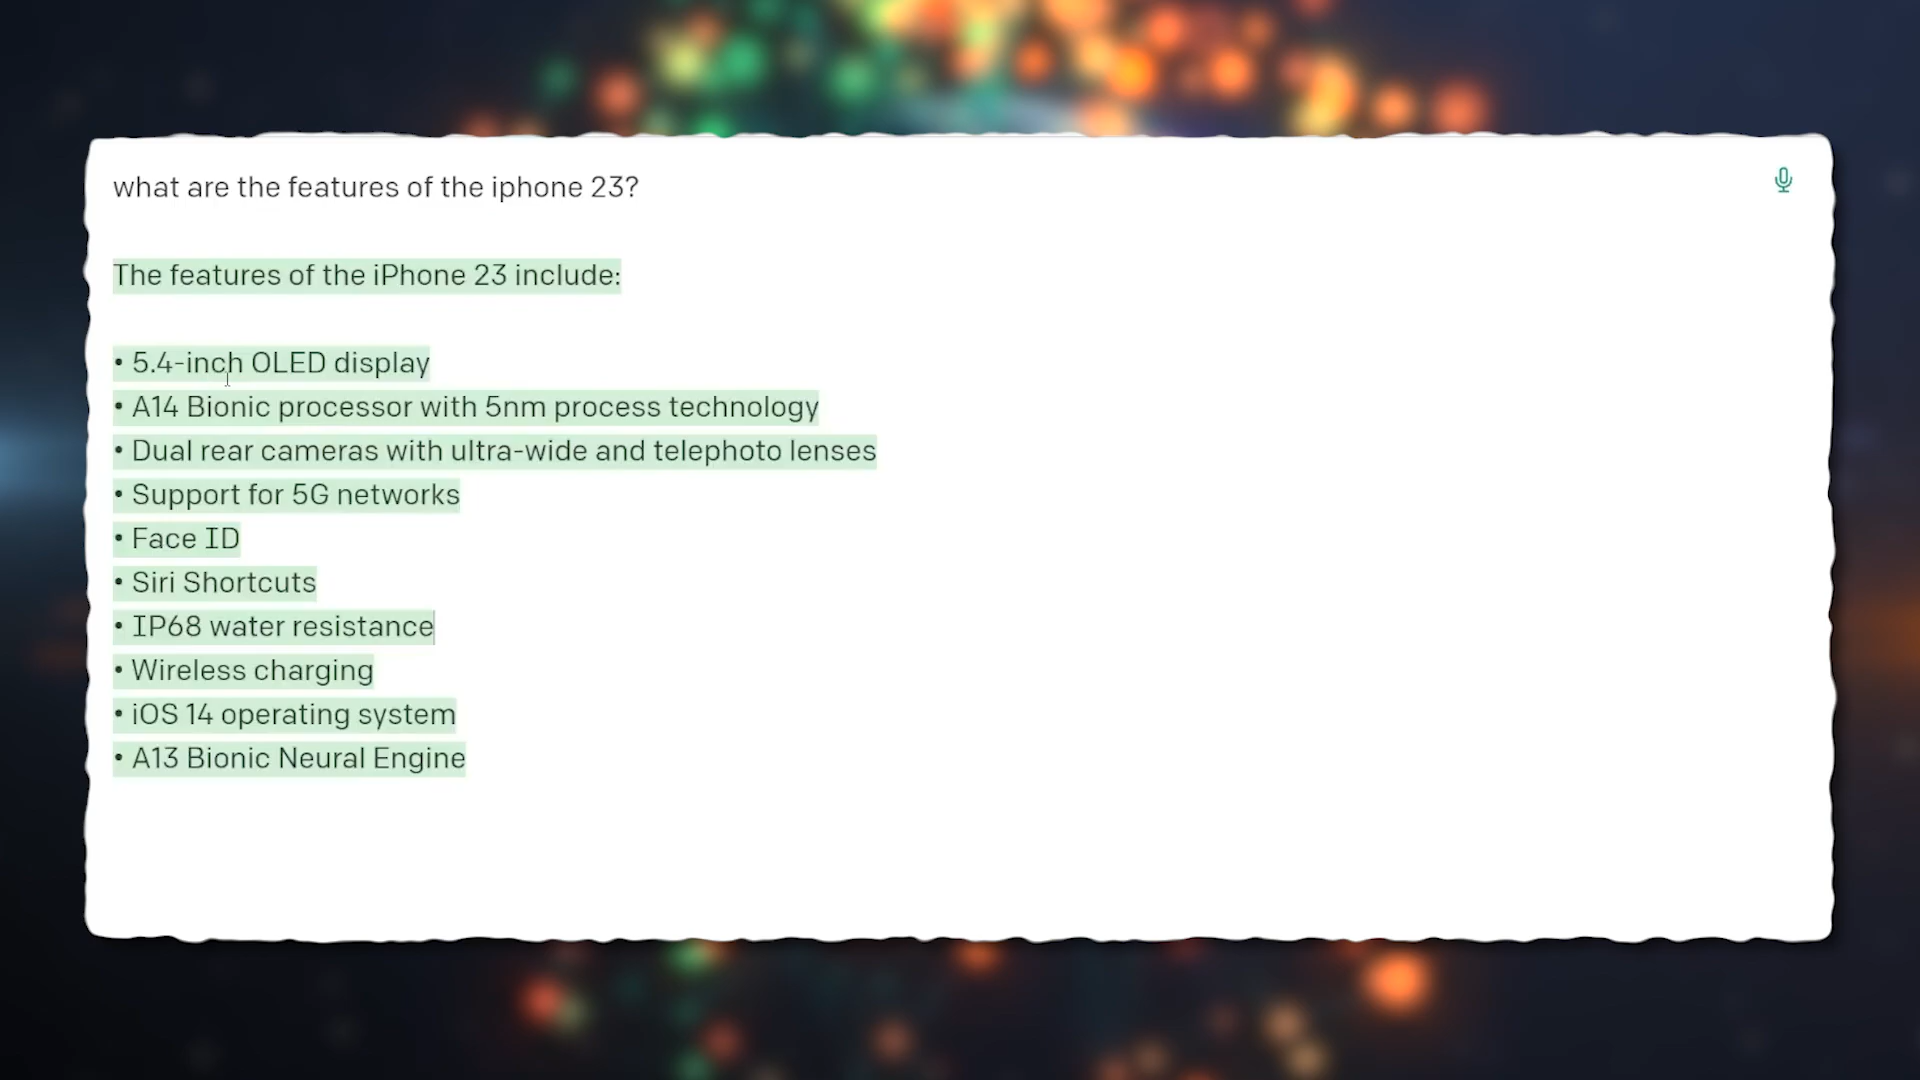 what are the features of the iphone 23?
The features of the iPhone 23 include:
• 5.4-inch OLED display
• A14 Bionic processor with 5nm process technology
• Dual rear cameras with ultra-wide and telephoto lenses
• Support for 5G networks
• Face ID
• Siri Shortcuts
• IP68 water resistance
• Wireless charging
• iOS 14 operating system
• A13 Bionic Neural Engine